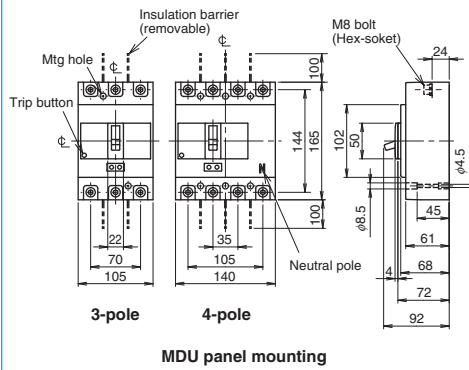 Insulation barrier
(removable)
℄
Mtg hole
℄
Trip button
℄
22
70
105
35
105
140
3-pole
4-pole
Neutral pole
N
100
144
165
100
M8 bolt
(Hex-soket)
24
102
50
φ4.5
φ8.5
45
61
4
68
72
92
MDU panel mounting